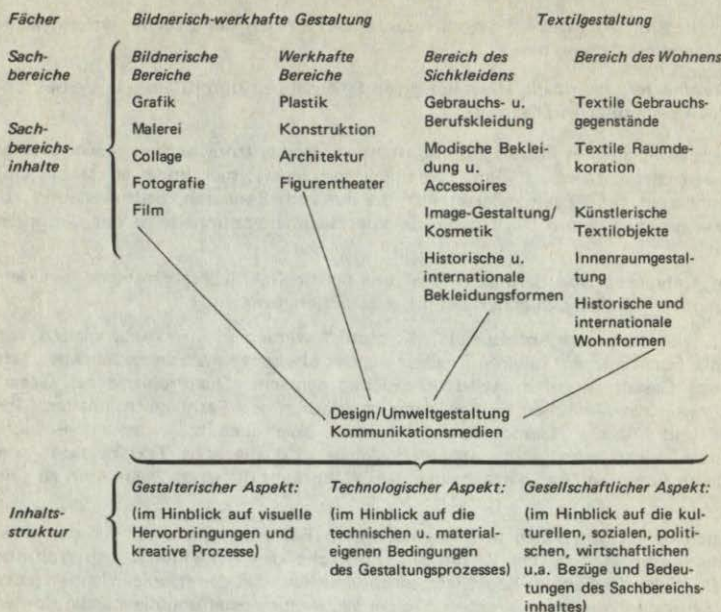 Fächer
Bildnerisch-werkhafte Gestaltung
Textilgestaltung
Sach-
bereiche
Bildnerische
Bereiche
Werkhafte
Bereiche
Bereich des
Sichkleidens
Bereich des Wohnens
Sach-
bereichs-
inhalte
Grafik
Malerei
Collage
Fotografie
Film
Plastik
Konstruktion
Architektur
Figurentheater
Gebrauchs- u.
Berufskleidung
Modische Beklei-
dung u.
Accessoires
Image-Gestaltung/
Kosmetik
Historische u.
internationale
Bekleidungsformen
Textile Gebrauchs-
gegenstände
Textile Raumde-
koration
Künstlerische
Textilobjekte
Innenraumgestal-
tung
Historische und
internationale
Wohnformen
Design/Umweltgestaltung
Kommunikationsmedien
Inhalts-
struktur
Gestalterischer Aspekt:
(im Hinblick auf visuelle
Hervorbringungen und
kreative Prozesse)
Technologischer Aspekt:
(im Hinblick auf die
technischen u. material-
eigenen Bedingungen
des Gestaltungsprozesses)
Gesellschaftlicher Aspekt:
(im Hinblick auf die kul-
turellen, sozialen, politi-
schen, wirtschaftlichen
u.a. Bezüge und Bedeu-
tungen des Sachbereichs-
inhaltes)